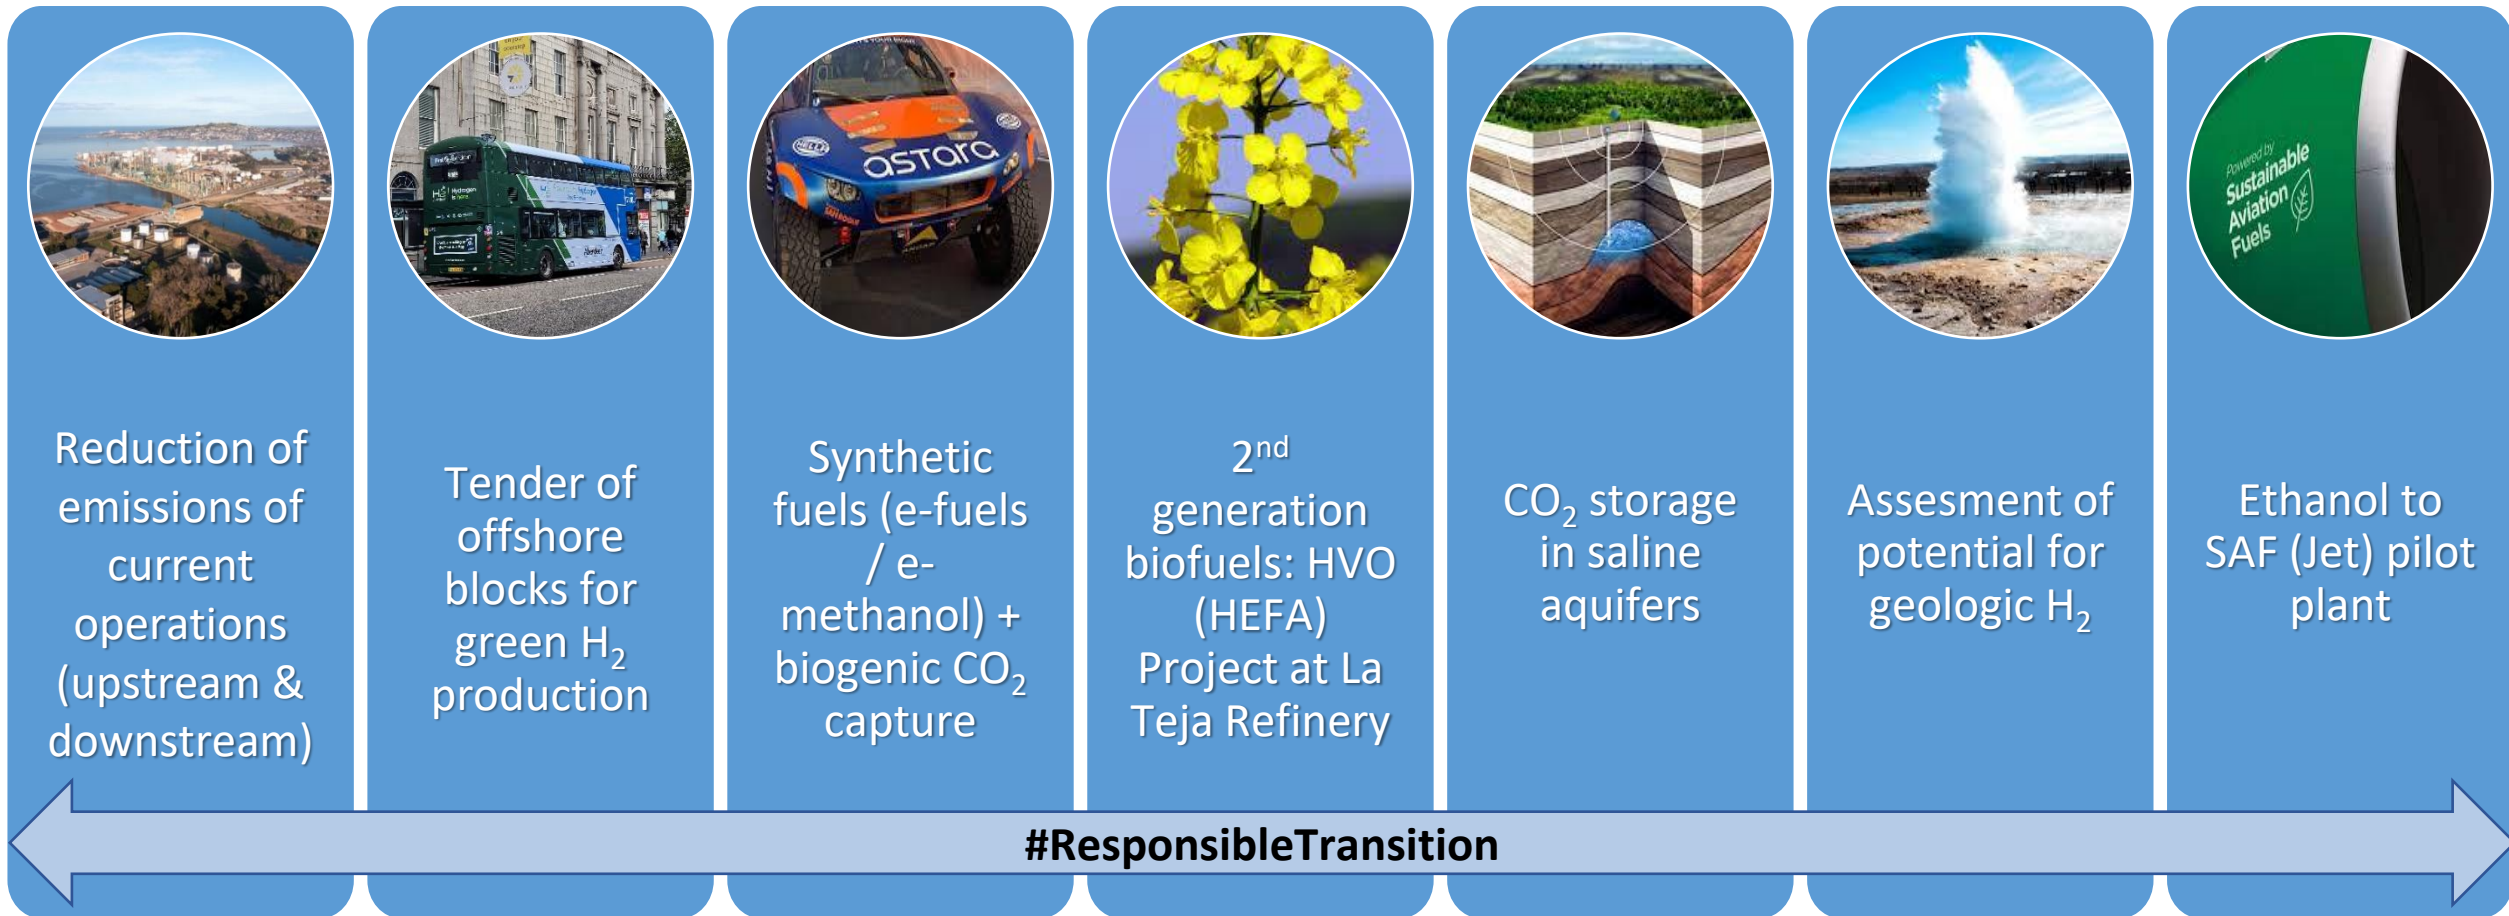 Reduction of
emissions of
current
operations
(upstream &
downstream)
Tender of
offshore
blocks for
green H₂
production
astara
HELLA
Synthetic
fuels (e-fuels
/ e-
methanol) +
biogenic CO₂
capture
2nd
generation
biofuels: HVO
(HEFA)
Project at La
Teja Refinery
CO₂ storage
in saline
aquifers
Assesment of
potential for
geologic H₂
Powered by
Sustainable
Aviation
Fuels
Ethanol to
SAF (Jet) pilot
plant
#ResponsibleTransition